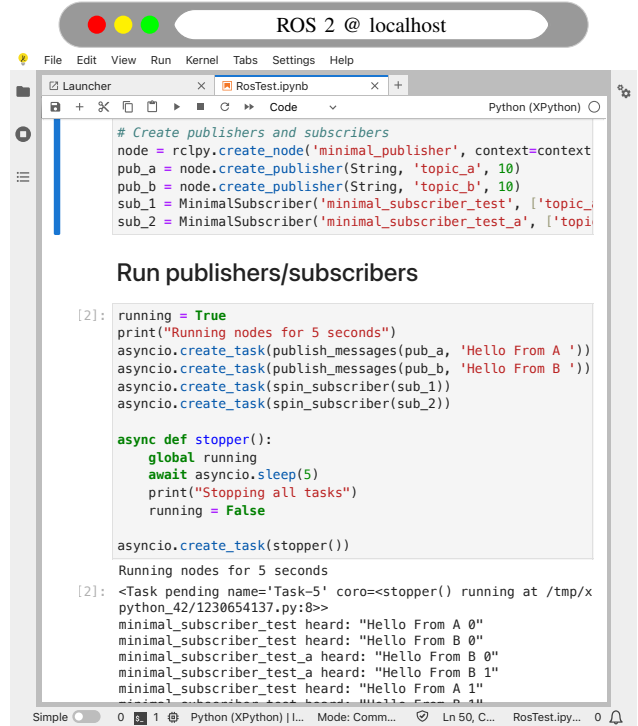 ROS 2 @ localhost
File Edit View Run Kernel Tabs Settings Help
Launcher × RosTest.ipynb × +
Code Python (XPython)
# Create publishers and subscribers
node = rclpy.create_node('minimal_publisher', context=context
pub_a = node.create_publisher(String, 'topic_a', 10)
pub_b = node.create_publisher(String, 'topic_b', 10)
sub_1 = MinimalSubscriber('minimal_subscriber_test', ['topic_a
sub_2 = MinimalSubscriber('minimal_subscriber_test_a', ['topi
Run publishers/subscribers
[2]: running = True
print("Running nodes for 5 seconds")
asyncio.create_task(publish_messages(pub_a, 'Hello From A '))
asyncio.create_task(publish_messages(pub_b, 'Hello From B '))
asyncio.create_task(spin_subscriber(sub_1))
asyncio.create_task(spin_subscriber(sub_2))
async def stopper():
    global running
    await asyncio.sleep(5)
    print("Stopping all tasks")
    running = False
asyncio.create_task(stopper())
Running nodes for 5 seconds
[2]: <Task pending name='Task-5' coro=<stopper() running at /tmp/x
python_42/1230654137.py:8>>
minimal_subscriber_test heard: "Hello From A 0"
minimal_subscriber_test heard: "Hello From B 0"
minimal_subscriber_test_a heard: "Hello From B 0"
minimal_subscriber_test_a heard: "Hello From B 1"
minimal_subscriber_test heard: "Hello From A 1"
minimal_subscriber_test heard: "Hello From B 1"
Simple 0 1 Python (XPython) | I... Mode: Comm... Ln 50, C... RosTest.ipy... 0